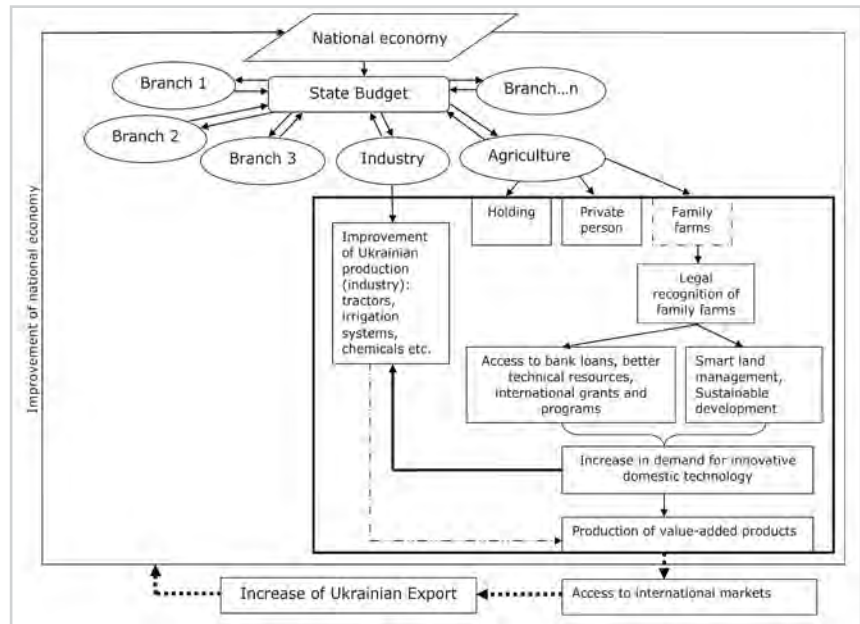 National economy
Branch 1
State Budget
Branch...n
Branch 2
Branch 3
Industry
Agriculture
Improvement of national economy
Holding
Private
person
Family
farms
Improvement
of Ukrainian
production
(industry):
tractors,
irrigation
systems,
chemicals etc.
Legal
recognition of
family farms
Access to bank loans, better
technical resources,
international grants and
programs
Smart land
management,
Sustainable
development
Increase in demand for innovative
domestic technology
Production of value-added products
Increase of Ukrainian Export
Access to international markets